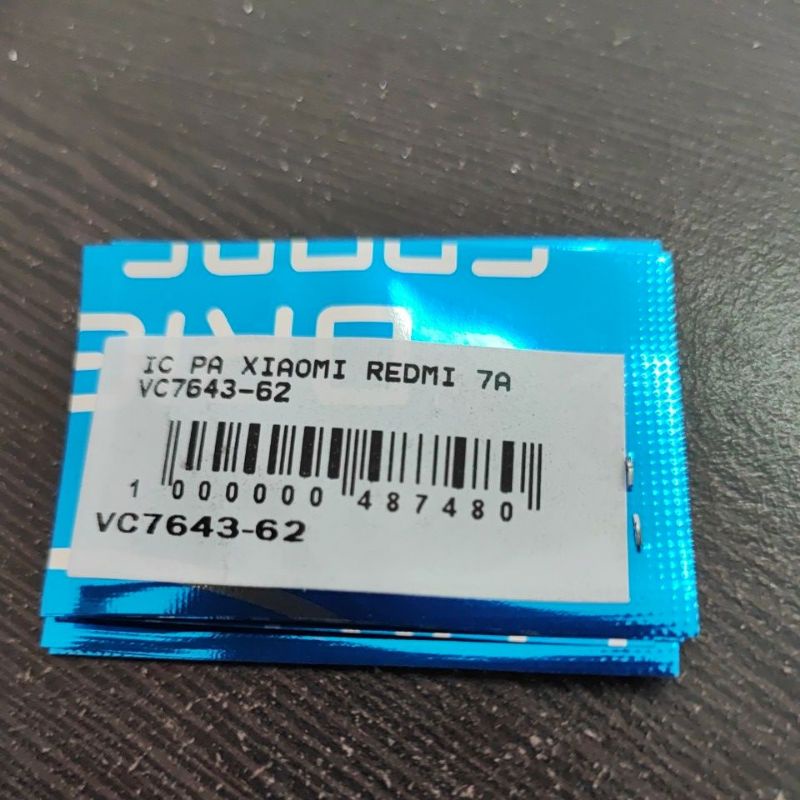 IC PA XIAOMI REDMI 7A
VC7643-62
1 000000 487480
VC7643-62